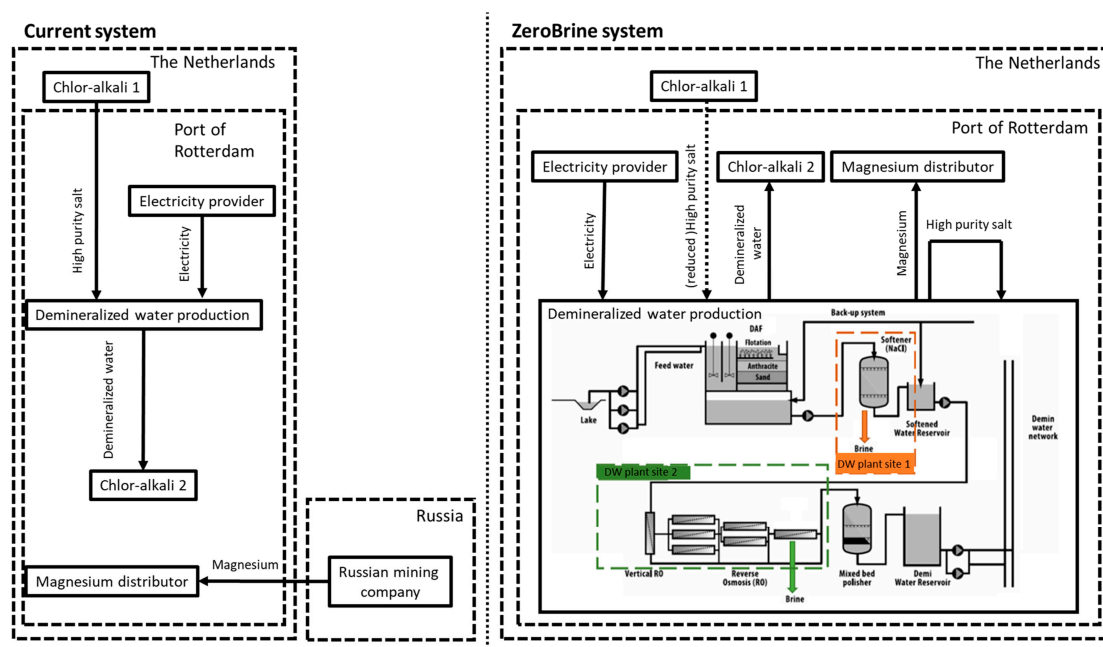 Current system
The Netherlands
Chlor-alkali 1
Port of
Rotterdam
Electricity provider
High purity salt
Electricity
Demineralized water production
Demineralized water
Chlor-alkali 2
Russia
Magnesium distributor
Magnesium
Russian mining
company
ZeroBrine system
The Netherlands
Chlor-alkali 1
Port of Rotterdam
Electricity provider
Chlor-alkali 2
Magnesium distributor
Electricity
(reduced )High purity salt
Demineralized
water
Magnesium
High purity salt
Demineralized water production
Back-up system
DAF
Flotation
Anthracite
Sand
Feed water
Lake
Softener
(NaCl)
Softened
Water Reservoir
Brine
DW plant site 1
Demin
water
network
DW plant site 2
Vertical RO
Reverse
Osmosis (RO)
Brine
Mixed bed
polisher
Demi
Water Reservoir